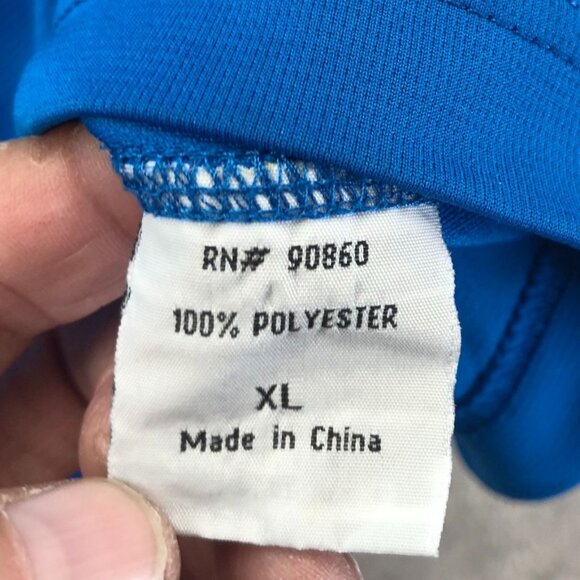 RN# 90860
100% POLYESTER
XL
Made in China